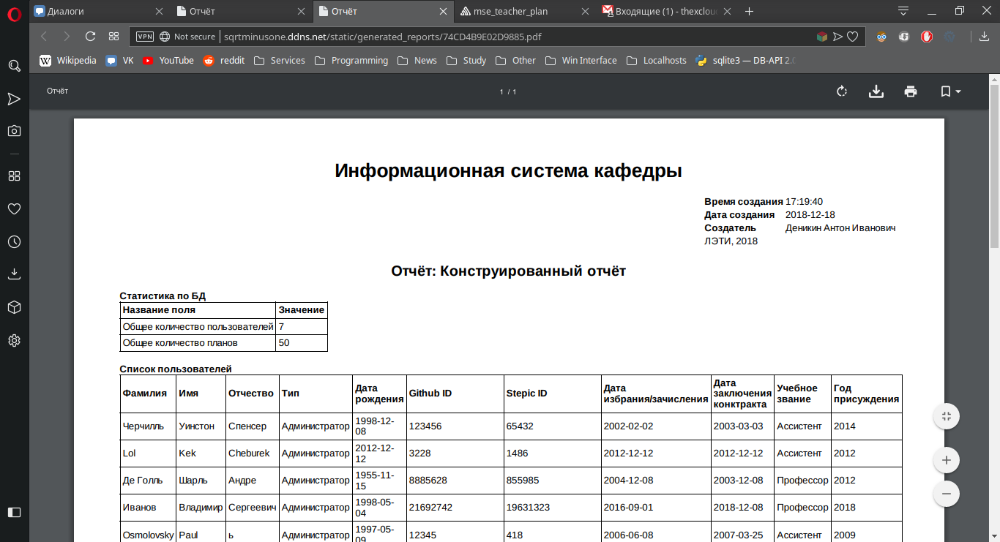 Диалоги
Отчёт
Отчёт
mse_teacher_plan
Входящие (1) - thexclou
VPN Not secure sqrtminusone.ddns.net/static/generated_reports/74CD4B9E02D9885.pdf
W Wikipedia VK YouTube reddit Services Programming News Study Other Win Interface Localhosts sqlite3 — DB-API 2.0
Отчёт 1 / 1
Информационная система кафедры
Время создания 17:19:40
Дата создания 2018-12-18
Создатель Деникин Антон Иванович
ЛЭТИ, 2018
Отчёт: Конструированный отчёт
Статистика по БД
Название поля Значение
Общее количество пользователей 7
Общее количество планов 50
Список пользователей
Фамилия Имя Отчество Тип Дата рождения Github ID Stepic ID Дата избрания/зачисления Дата заключения конктракта Учебное звание Год присуждения
Черчилль Уинстон Спенсер Администратор 1998-12-08 123456 65432 2002-02-02 2003-03-03 Ассистент 2014
Lol Kek Cheburek Администратор 2012-12-12 3228 1486 2012-12-12 2012-12-12 Ассистент 2012
Де Голль Шарль Андре Администратор 1955-11-15 8885628 855985 2004-12-08 2003-12-08 Профессор 2012
Иванов Владимир Сергеевич Администратор 1998-05-04 21692742 19631323 2016-09-01 2018-12-08 Профессор 2018
Osmolovsky Paul ь Администратор 1997-05-09 12345 418 2006-06-08 2007-03-25 Ассистент 2009